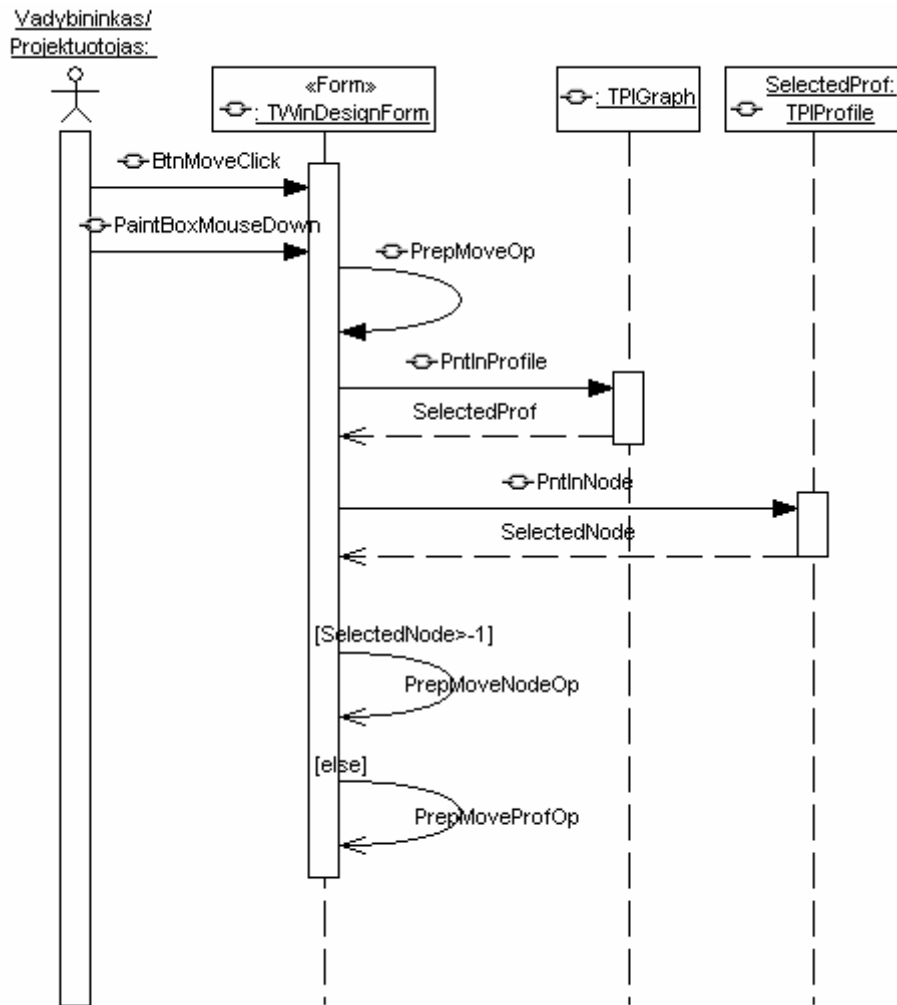 Vadybininkas/
Projektuotojas:
«Form»
: TWinDesignForm
: TPIGraph
SelectedProf:
TPIProfile
BtnMoveClick
PaintBoxMouseDown
PrepMoveOp
PntInProfile
SelectedProf
PntInNode
SelectedNode
[SelectedNode>-1]
PrepMoveNodeOp
[else]
PrepMoveProfOp